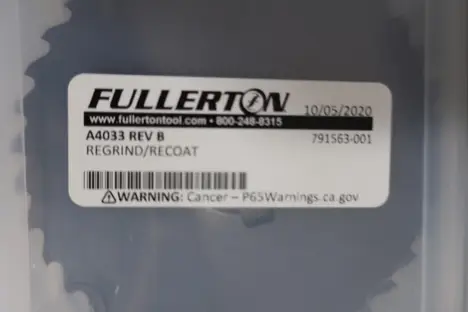 FULLERTON 10/05/2020
www.fullertontool.com • 800-248-8315
A4033 REV B 791563-001
REGRIND/RECOAT
⚠WARNING: Cancer – P65Warnings.ca.gov